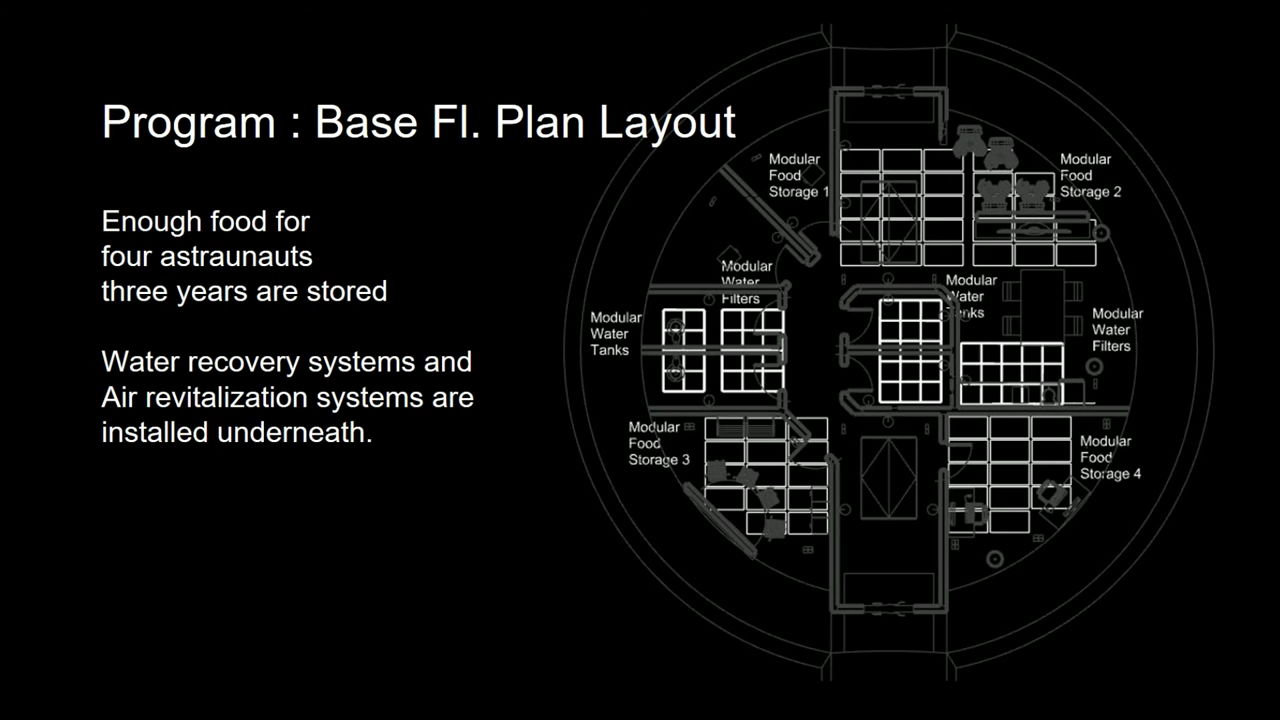 Program : Base Fl. Plan Layout
Enough food for
four astraunauts
three years are stored
Water recovery systems and
Air revitalization systems are
installed underneath.
Modular
Food
Storage 1
Modular
Food
Storage 2
Modular
Water
Filters
Modular
Water
Tanks
Modular
Water
Tanks
Modular
Water
Filters
Modular
Food
Storage 3
Modular
Food
Storage 4